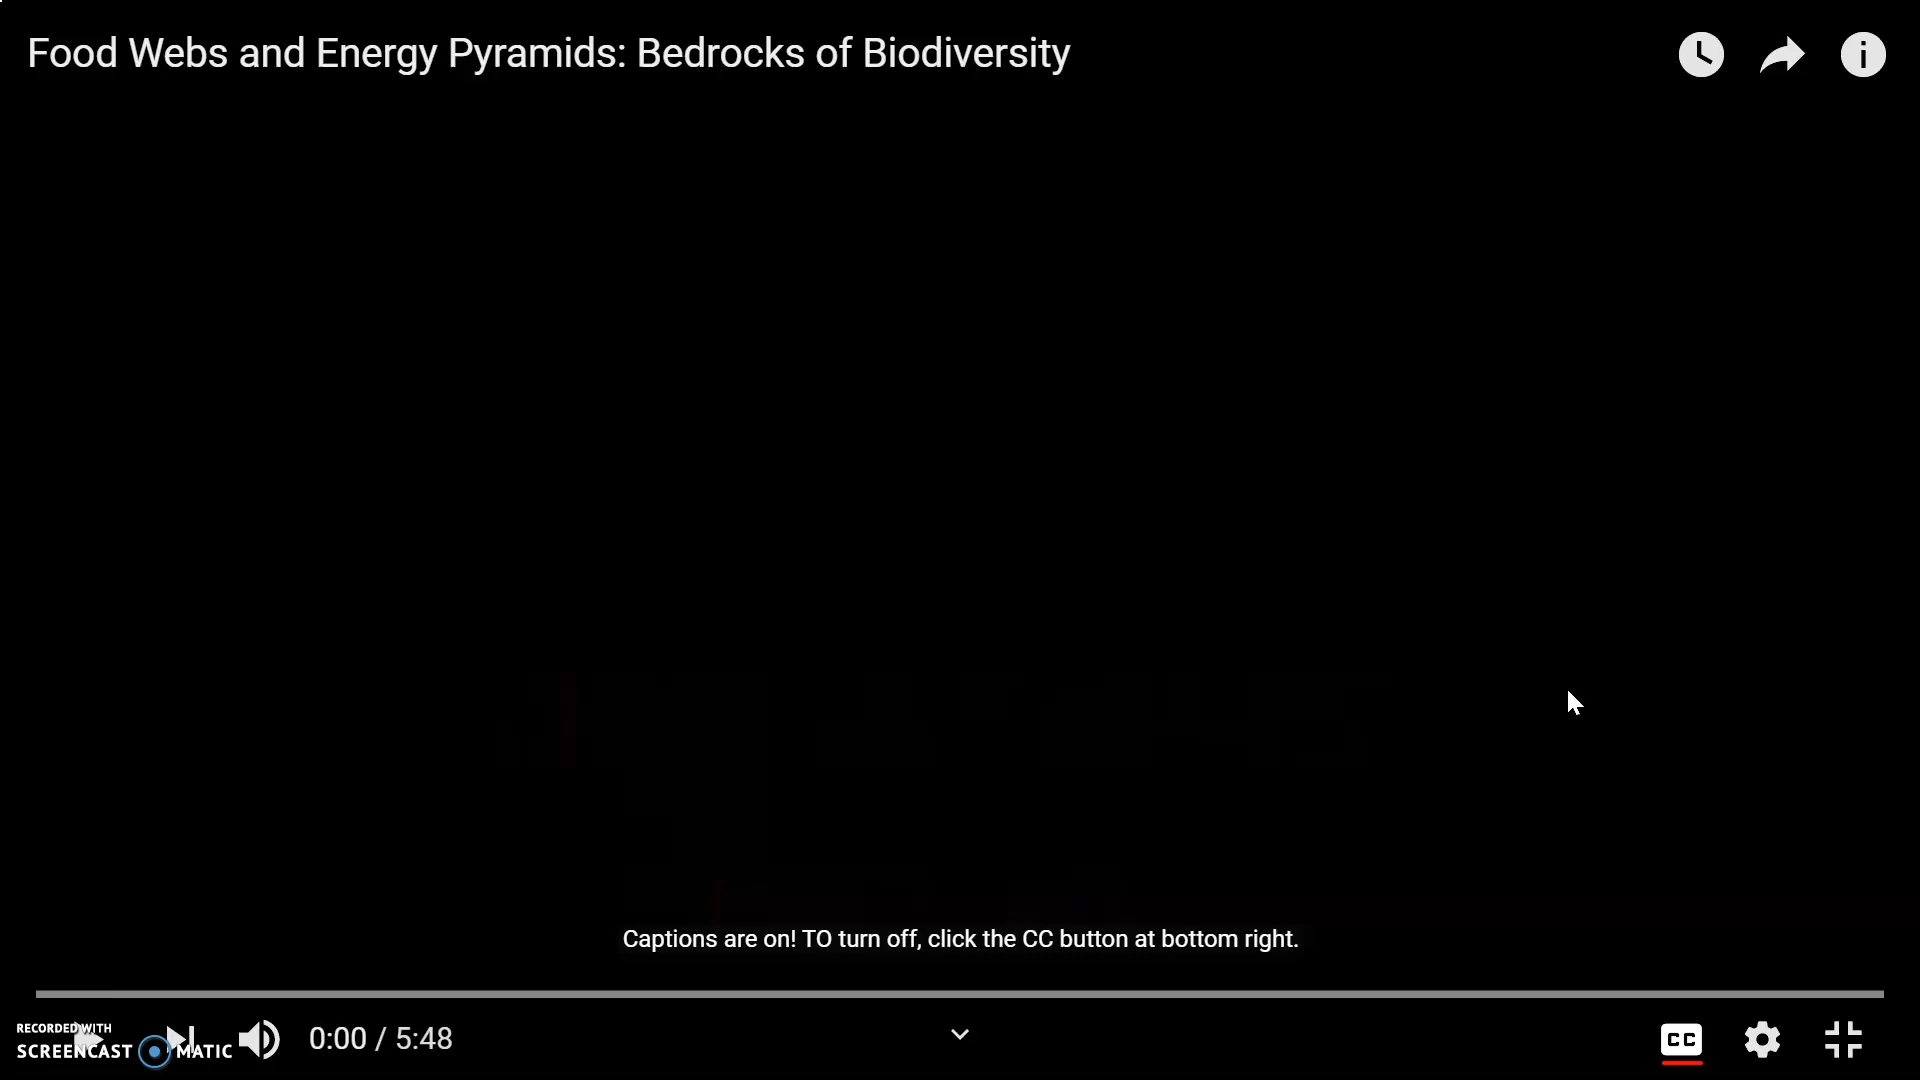 Food Webs and Energy Pyramids: Bedrocks of Biodiversity
Captions are on! TO turn off, click the CC button at bottom right.
RECORDED WITH
SCREENCAST MATIC
0:00 / 5:48
CC